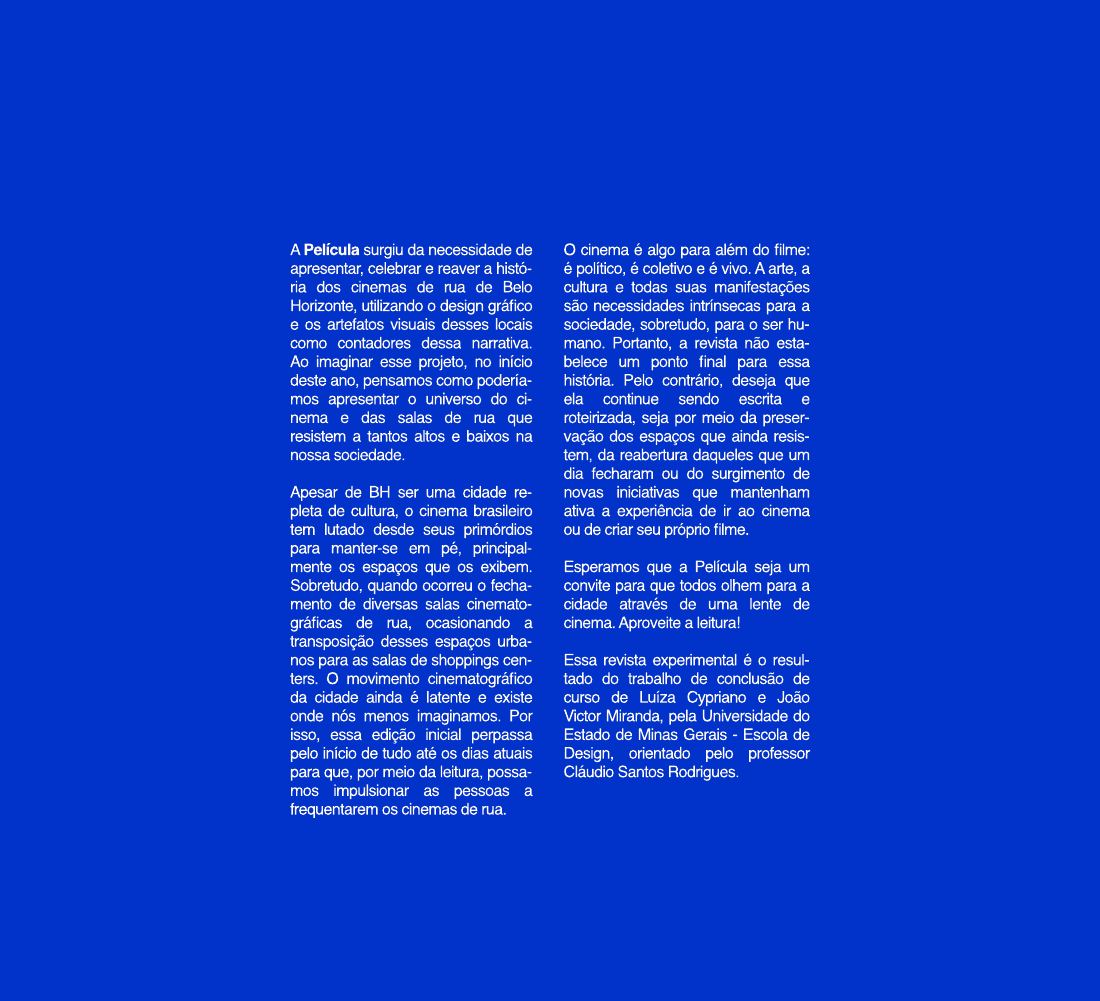 A Película surgiu da necessidade de
apresentar, celebrar e reaver a histó-
ria dos cinemas de rua de Belo
Horizonte, utilizando o design gráfico
e os artefatos visuais desses locais
como contadores dessa narrativa.
Ao imaginar esse projeto, no início
deste ano, pensamos como podería-
mos apresentar o universo do ci-
nema e das salas de rua que
resistem a tantos altos e baixos na
nossa sociedade.

Apesar de BH ser uma cidade re-
pleta de cultura, o cinema brasileiro
tem lutado desde seus primórdios
para manter-se em pé, principal-
mente os espaços que os exibem.
Sobretudo, quando ocorreu o fecha-
mento de diversas salas cinemato-
gráficas de rua, ocasionando a
transposição desses espaços urba-
nos para as salas de shoppings cen-
ters. O movimento cinematográfico
da cidade ainda é latente e existe
onde nós menos imaginamos. Por
isso, essa edição inicial perpassa
pelo início de tudo até os dias atuais
para que, por meio da leitura, possa-
mos impulsionar as pessoas a
frequentarem os cinemas de rua.

O cinema é algo para além do filme:
é político, é coletivo e é vivo. A arte, a
cultura e todas suas manifestações
são necessidades intrínsecas para a
sociedade, sobretudo, para o ser hu-
mano. Portanto, a revista não esta-
belece um ponto final para essa
história. Pelo contrário, deseja que
ela continue sendo escrita e
roteirizada, seja por meio da preser-
vação dos espaços que ainda resis-
tem, da reabertura daqueles que um
dia fecharam ou do surgimento de
novas iniciativas que mantenham
ativa a experiência de ir ao cinema
ou de criar seu próprio filme.

Esperamos que a Película seja um
convite para que todos olhem para a
cidade através de uma lente de
cinema. Aproveite a leitura!

Essa revista experimental é o resul-
tado do trabalho de conclusão de
curso de Luíza Cypriano e João
Victor Miranda, pela Universidade do
Estado de Minas Gerais - Escola de
Design, orientado pelo professor
Cláudio Santos Rodrigues.